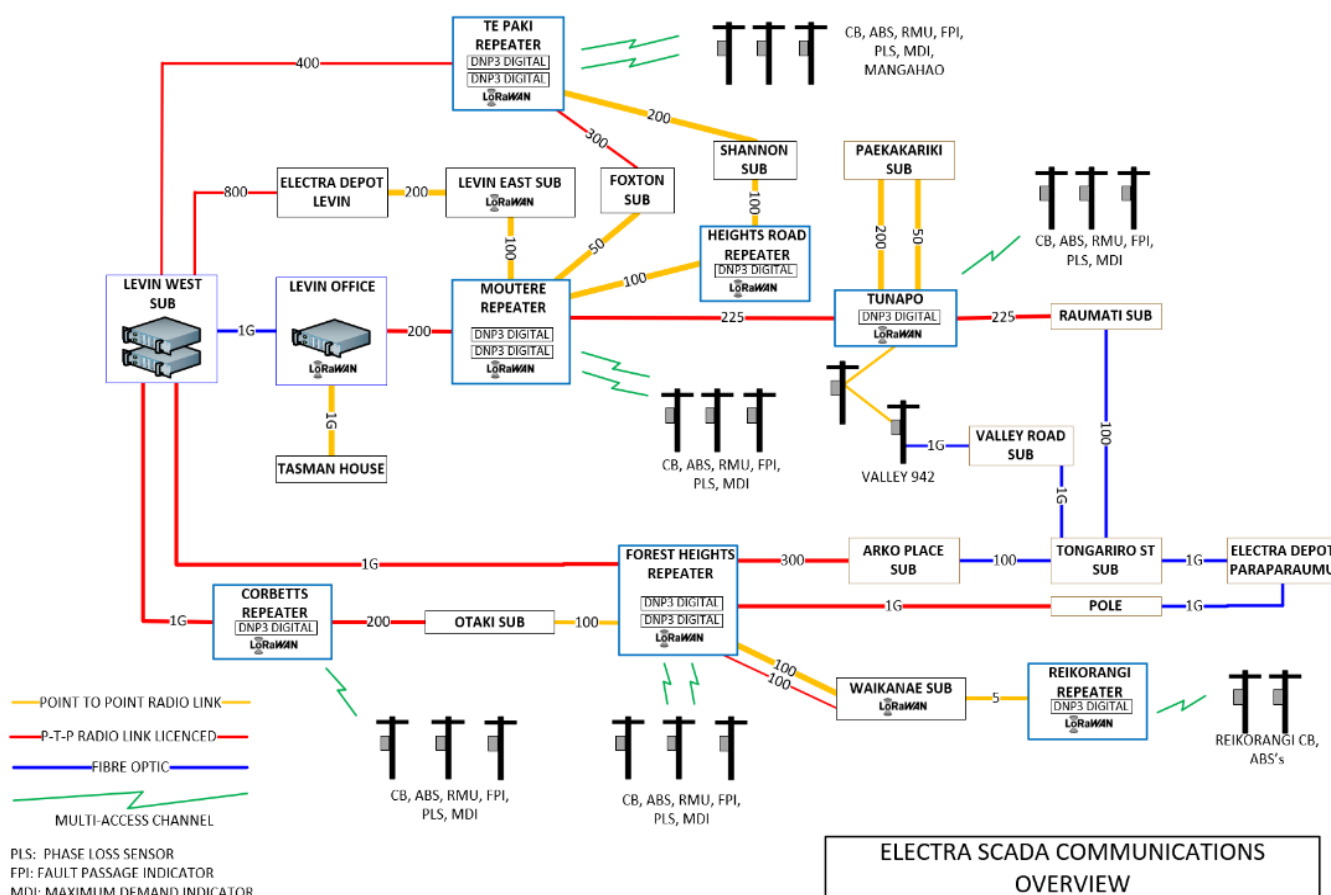 TE PAKI
REPEATER
DNP3 DIGITAL
DNP3 DIGITAL
LoRaWAN
CB, ABS, RMU, FPI,
PLS, MDI,
MANGAHAO
400
200
300
SHANNON
SUB
PAEKAKARIKI
SUB
800
ELECTRA DEPOT
LEVIN
200
LEVIN EAST SUB
LoRaWAN
FOXTON
SUB
100
200
50
CB, ABS, RMU, FPI,
PLS, MDI
100
50
HEIGHTS ROAD
REPEATER
DNP3 DIGITAL
LoRaWAN
100
LEVIN WEST
SUB
1G
LEVIN OFFICE
LoRaWAN
200
MOUTERE
REPEATER
DNP3 DIGITAL
DNP3 DIGITAL
LoRaWAN
225
TUNAPO
DNP3 DIGITAL
LoRaWAN
225
RAUMATI SUB
1G
TASMAN HOUSE
CB, ABS, RMU, FPI,
PLS, MDI
VALLEY 942
1G
VALLEY ROAD
SUB
100
1G
1G
FOREST HEIGHTS
REPEATER
DNP3 DIGITAL
DNP3 DIGITAL
LoRaWAN
300
ARKO PLACE
SUB
100
TONGARIRO ST
SUB
1G
ELECTRA DEPOT
PARAPARAUMU
1G
POLE
1G
1G
CORBETTS
REPEATER
DNP3 DIGITAL
LoRaWAN
200
OTAKI SUB
100
100
100
WAIKANAE SUB
LoRaWAN
5
REIKORANGI
REPEATER
DNP3 DIGITAL
LoRaWAN
REIKORANGI CB,
ABS's
CB, ABS, RMU, FPI,
PLS, MDI
CB, ABS, RMU, FPI,
PLS, MDI
POINT TO POINT RADIO LINK
P-T-P RADIO LINK LICENCED
FIBRE OPTIC
MULTI-ACCESS CHANNEL
PLS: PHASE LOSS SENSOR
FPI: FAULT PASSAGE INDICATOR
MDI: MAXIMUM DEMAND INDICATOR
ELECTRA SCADA COMMUNICATIONS
OVERVIEW